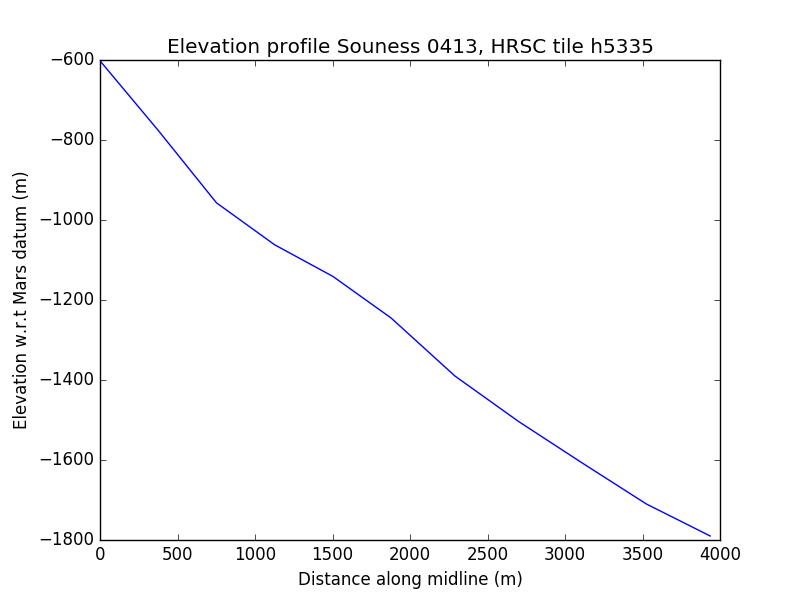 Elevation profile Souness 0413, HRSC tile h5335
−600
−800
−1000
−1200
−1400
−1600
−1800
Elevation w.r.t Mars datum (m)
0 500 1000 1500 2000 2500 3000 3500 4000
Distance along midline (m)